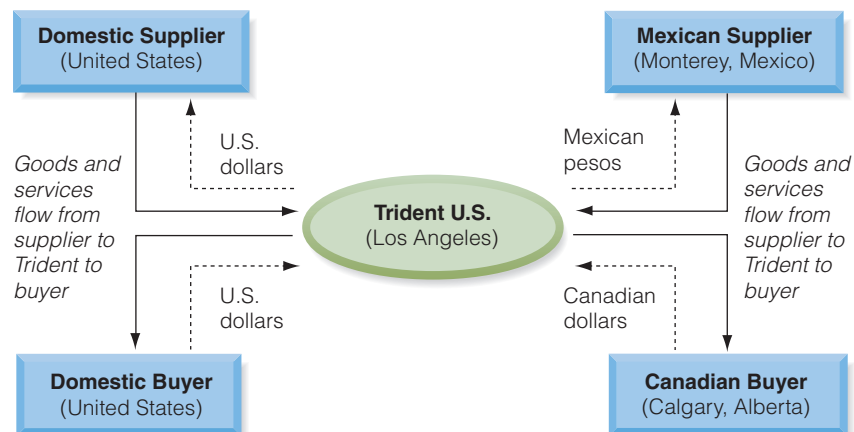 Domestic Supplier
(United States)
Mexican Supplier
(Monterey, Mexico)
U.S.
dollars
Mexican
pesos
Goods and
services
flow from
supplier to
Trident to
buyer
Trident U.S.
(Los Angeles)
Goods and
services
flow from
supplier to
Trident to
buyer
U.S.
dollars
Canadian
dollars
Domestic Buyer
(United States)
Canadian Buyer
(Calgary, Alberta)